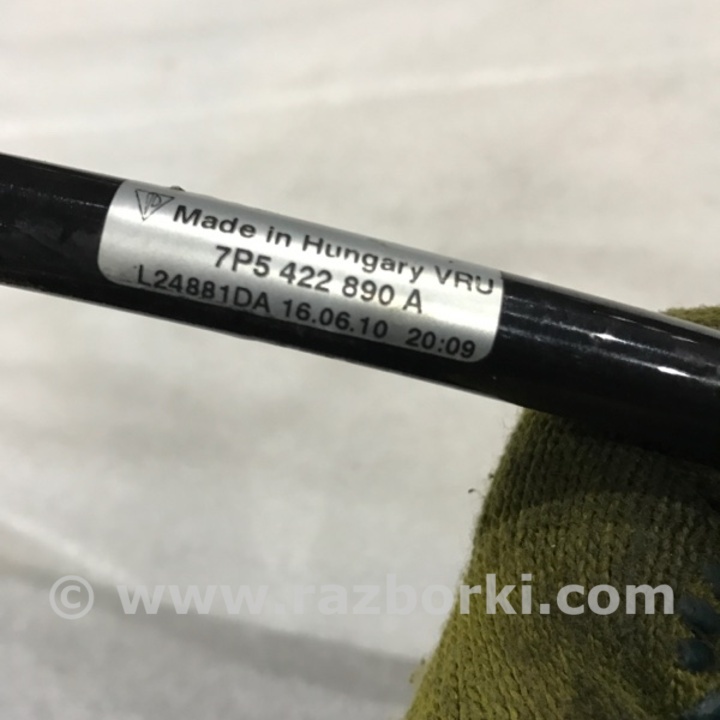 Made in Hungary VRU
7P5 422 890 A
L24881DA 16.06.10 20:09
© www.razborki.com